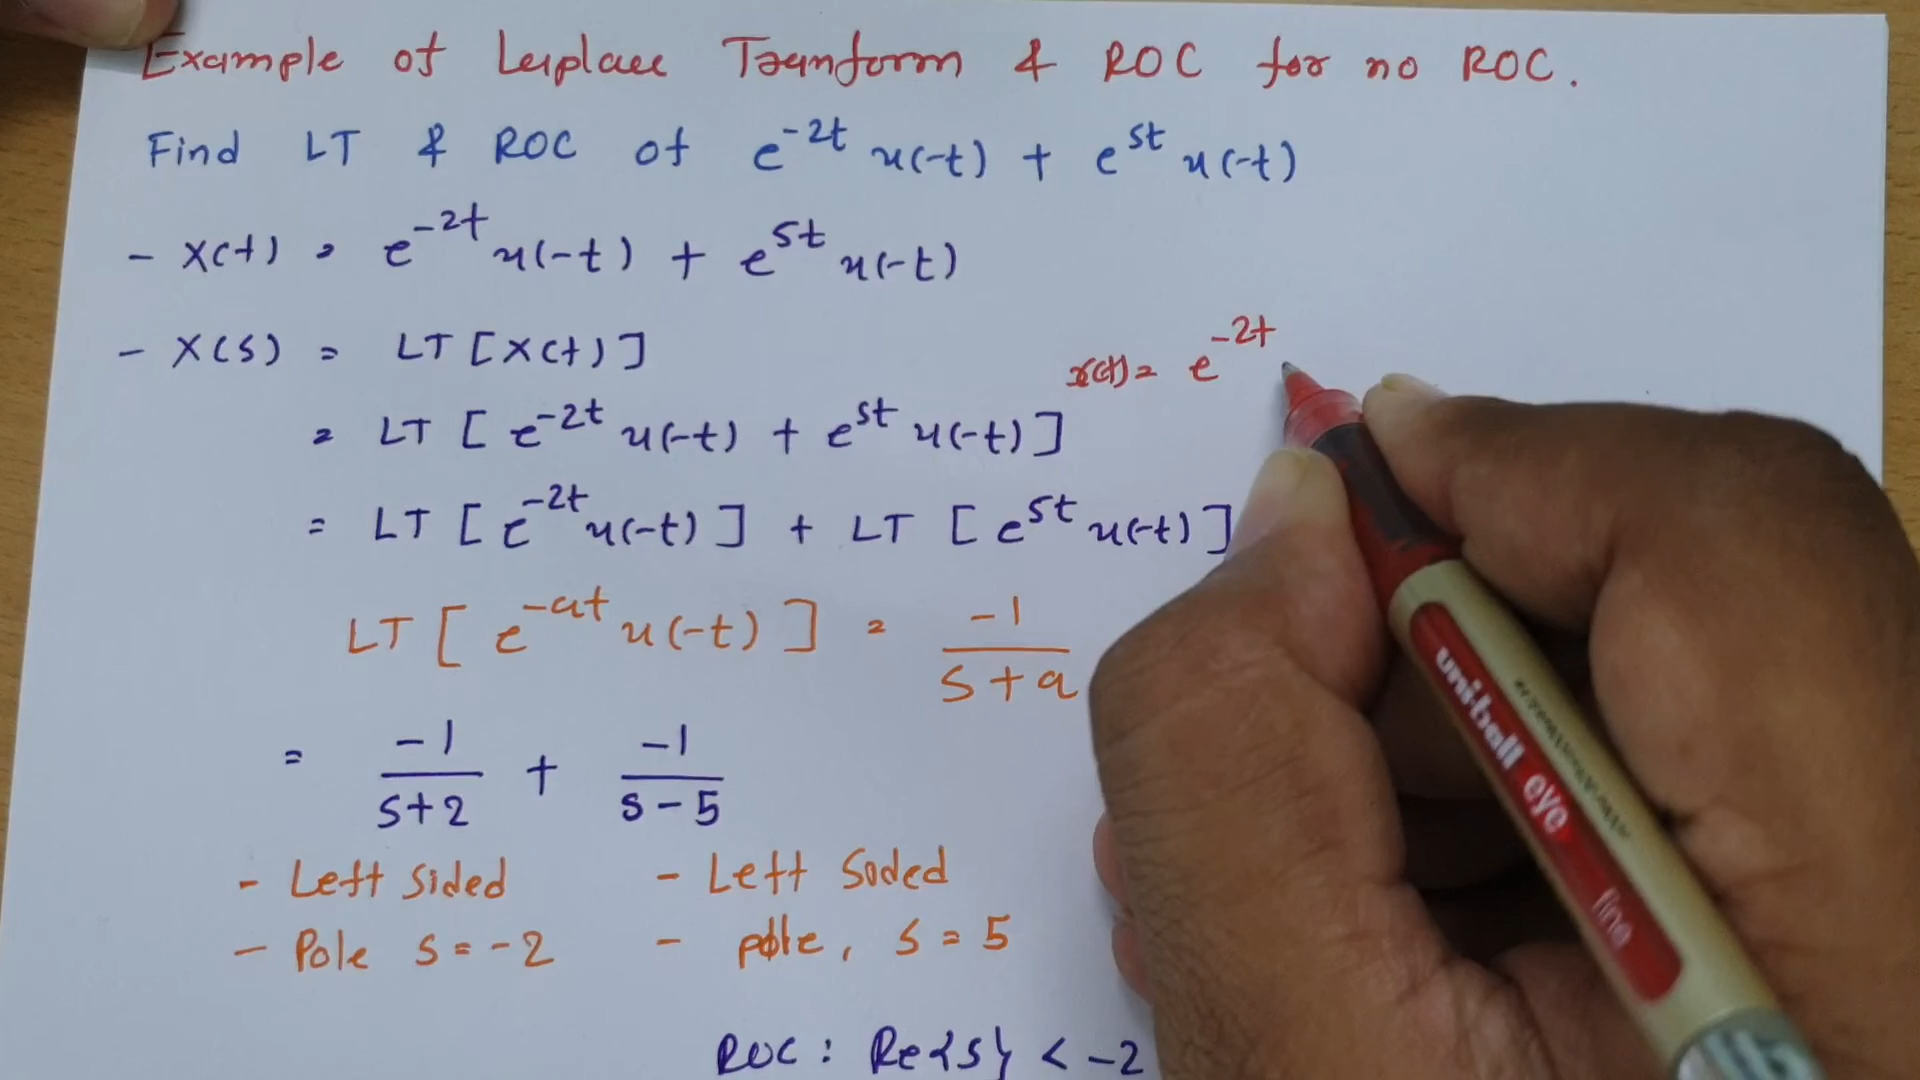 Example of Laplace Transform & ROC for no ROC.
Find LT & ROC of e^-2t u(-t) + e^5t u(-t)
- x(t) = e^-2t u(-t) + e^5t u(-t)
- X(s) = LT [x(t)]
x(t) = e^-2t
= LT [ e^-2t u(-t) + e^5t u(-t) ]
= LT [ e^-2t u(-t) ] + LT [ e^5t u(-t) ]
LT [ e^-at u(-t) ] = -1 / s+a
= -1 / s+2 + -1 / s-5
- Left sided - Left Soded
- Pole s = -2 - pole, s = 5
ROC : Re{s} < -2
uni-ball eye fine